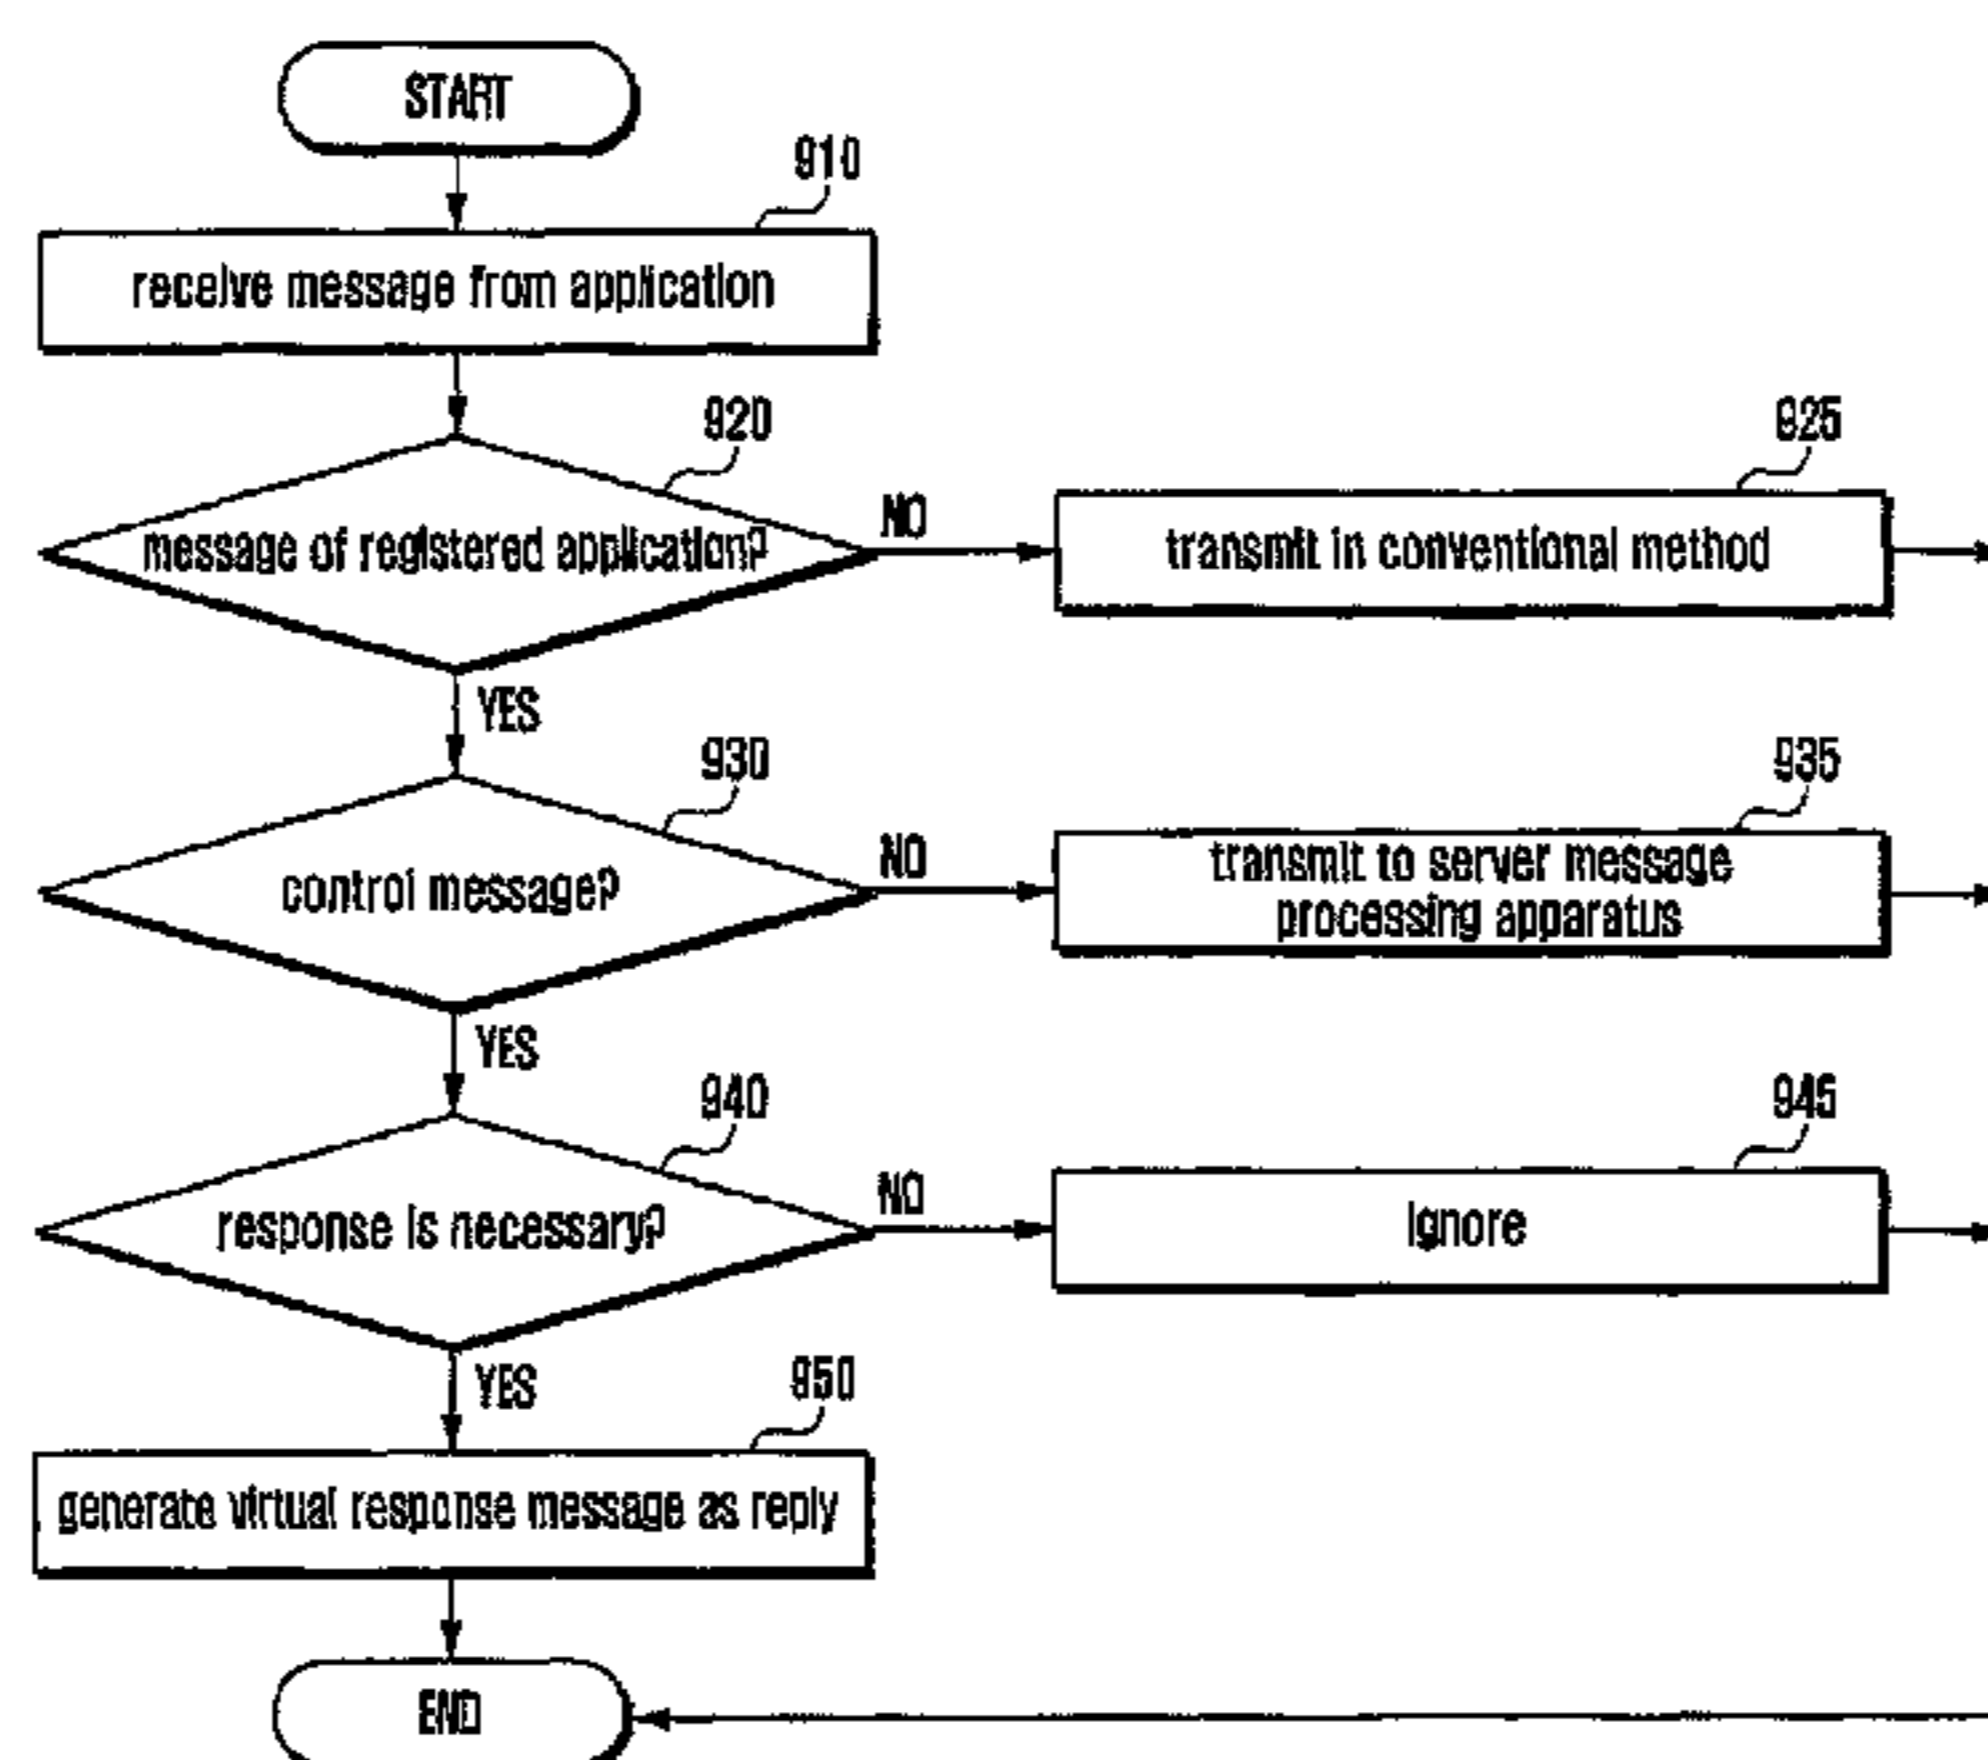 START
910
receive message from application
920
message of registered application?
NO
925
transmit in conventional method
YES
930
control message?
NO
935
transmit to server message
processing apparatus
YES
940
response is necessary?
NO
945
ignore
YES
950
generate virtual response message as reply
END